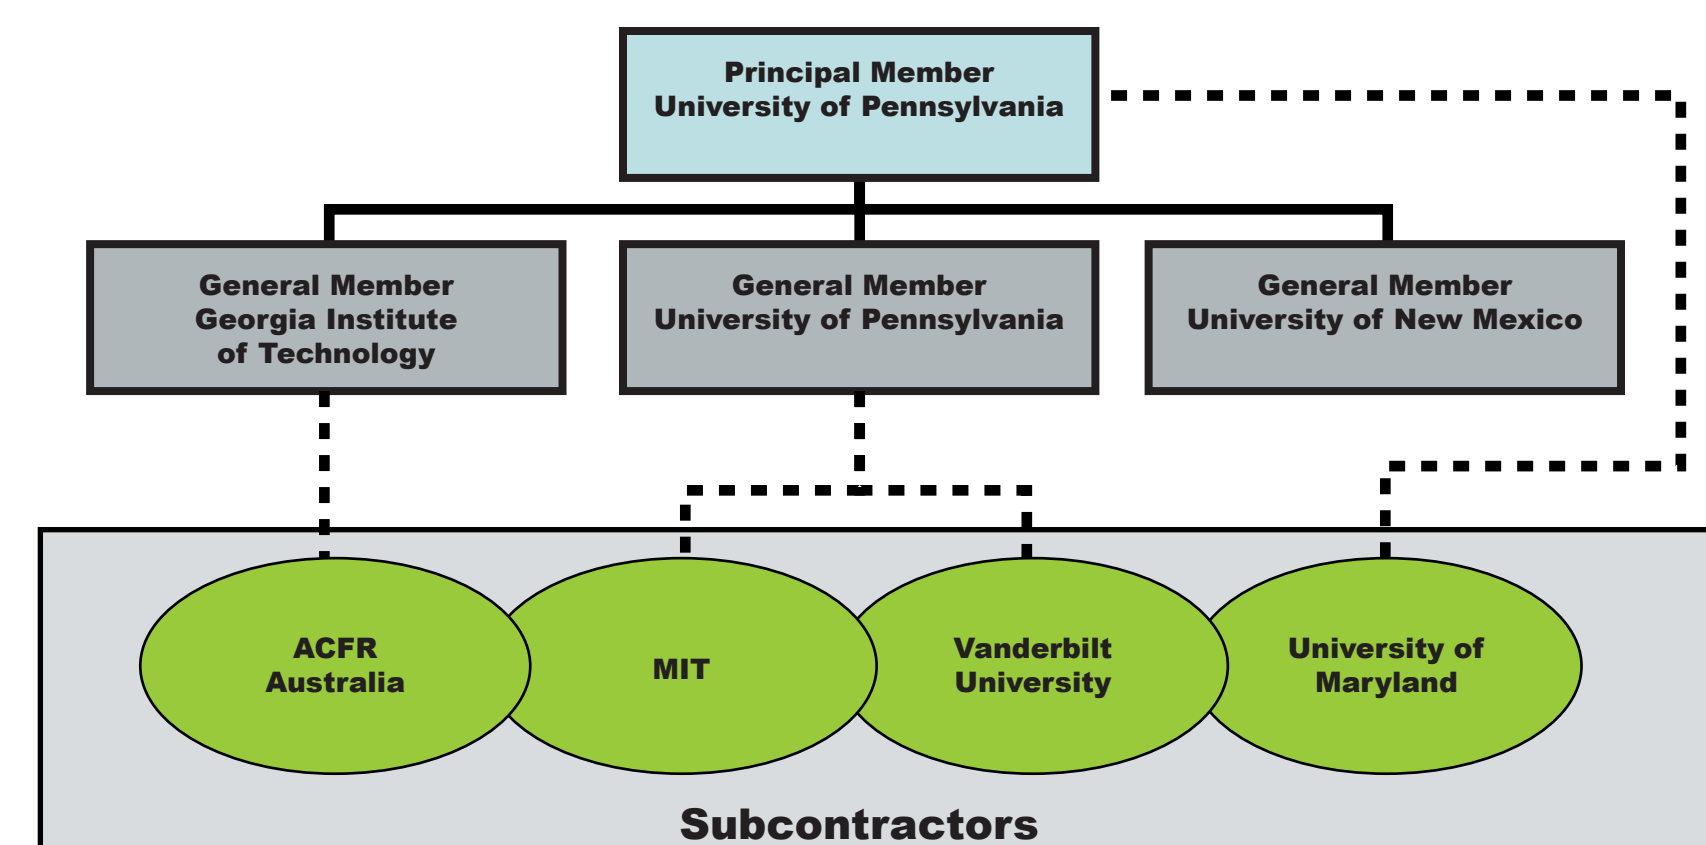 Principal Member
University of Pennsylvania
General Member
Georgia Institute
of Technology
General Member
University of Pennsylvania
General Member
University of New Mexico
ACFR
Australia
MIT
Vanderbilt
University
University of
Maryland
Subcontractors